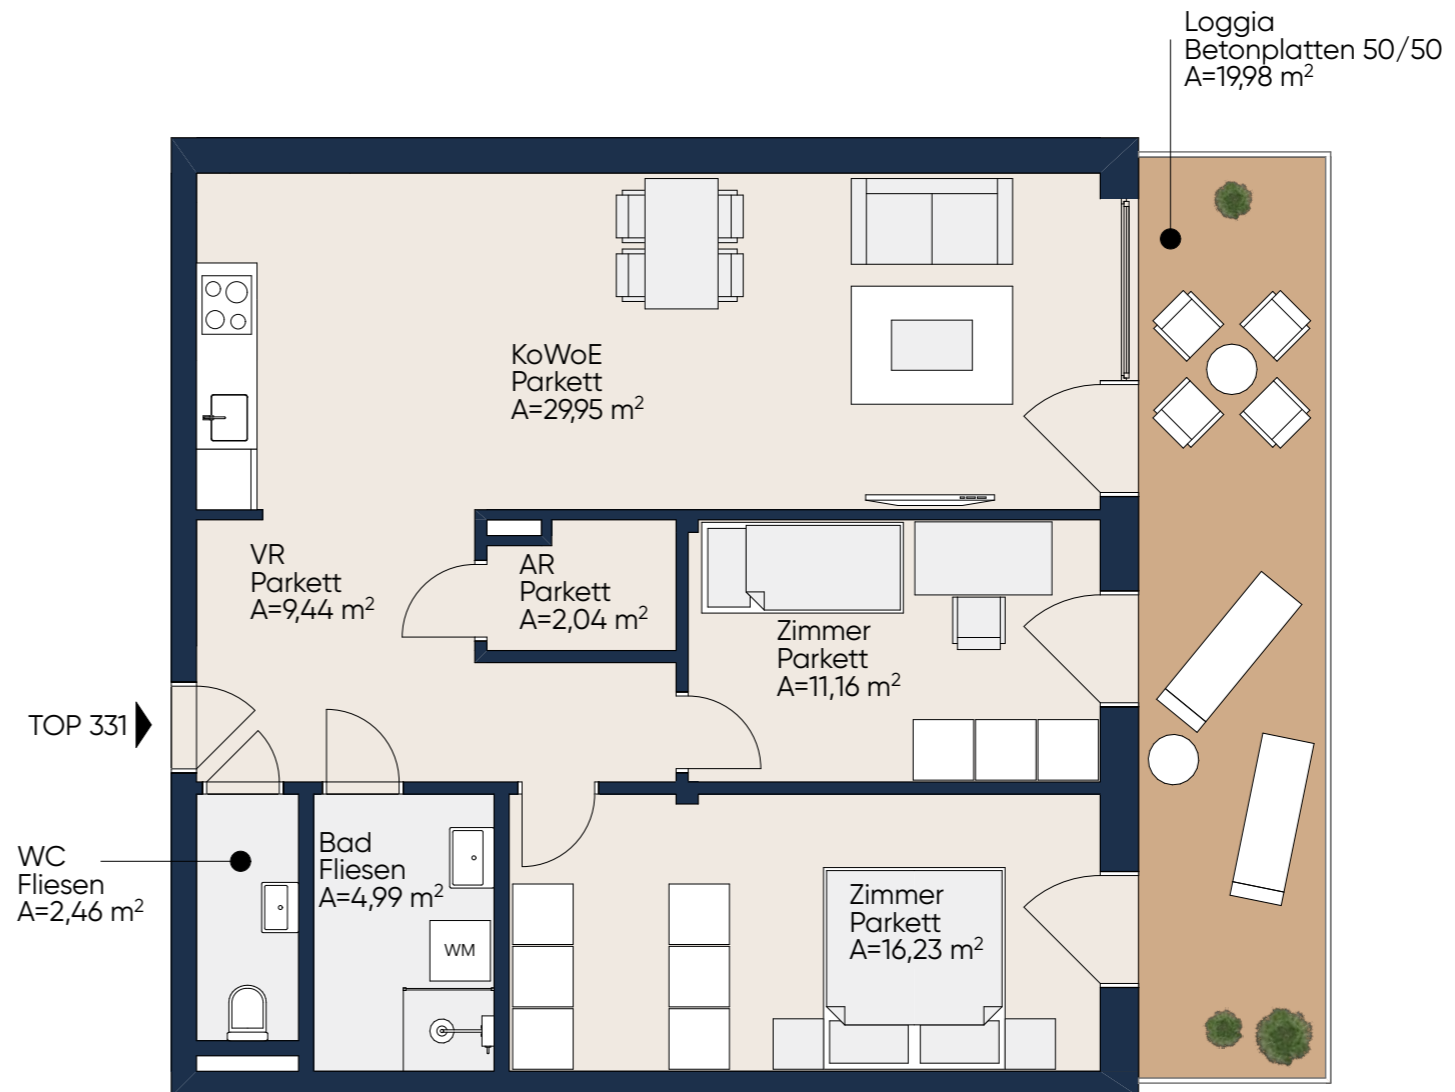 Loggia
Betonplatten 50/50
A=19,98 m²
KoWoE
Parkett
A=29,95 m²
VR
Parkett
A=9,44 m²
AR
Parkett
A=2,04 m²
Zimmer
Parkett
A=11,16 m²
TOP 331
WC
Fliesen
A=2,46 m²
Bad
Fliesen
A=4,99 m²
WM
Zimmer
Parkett
A=16,23 m²